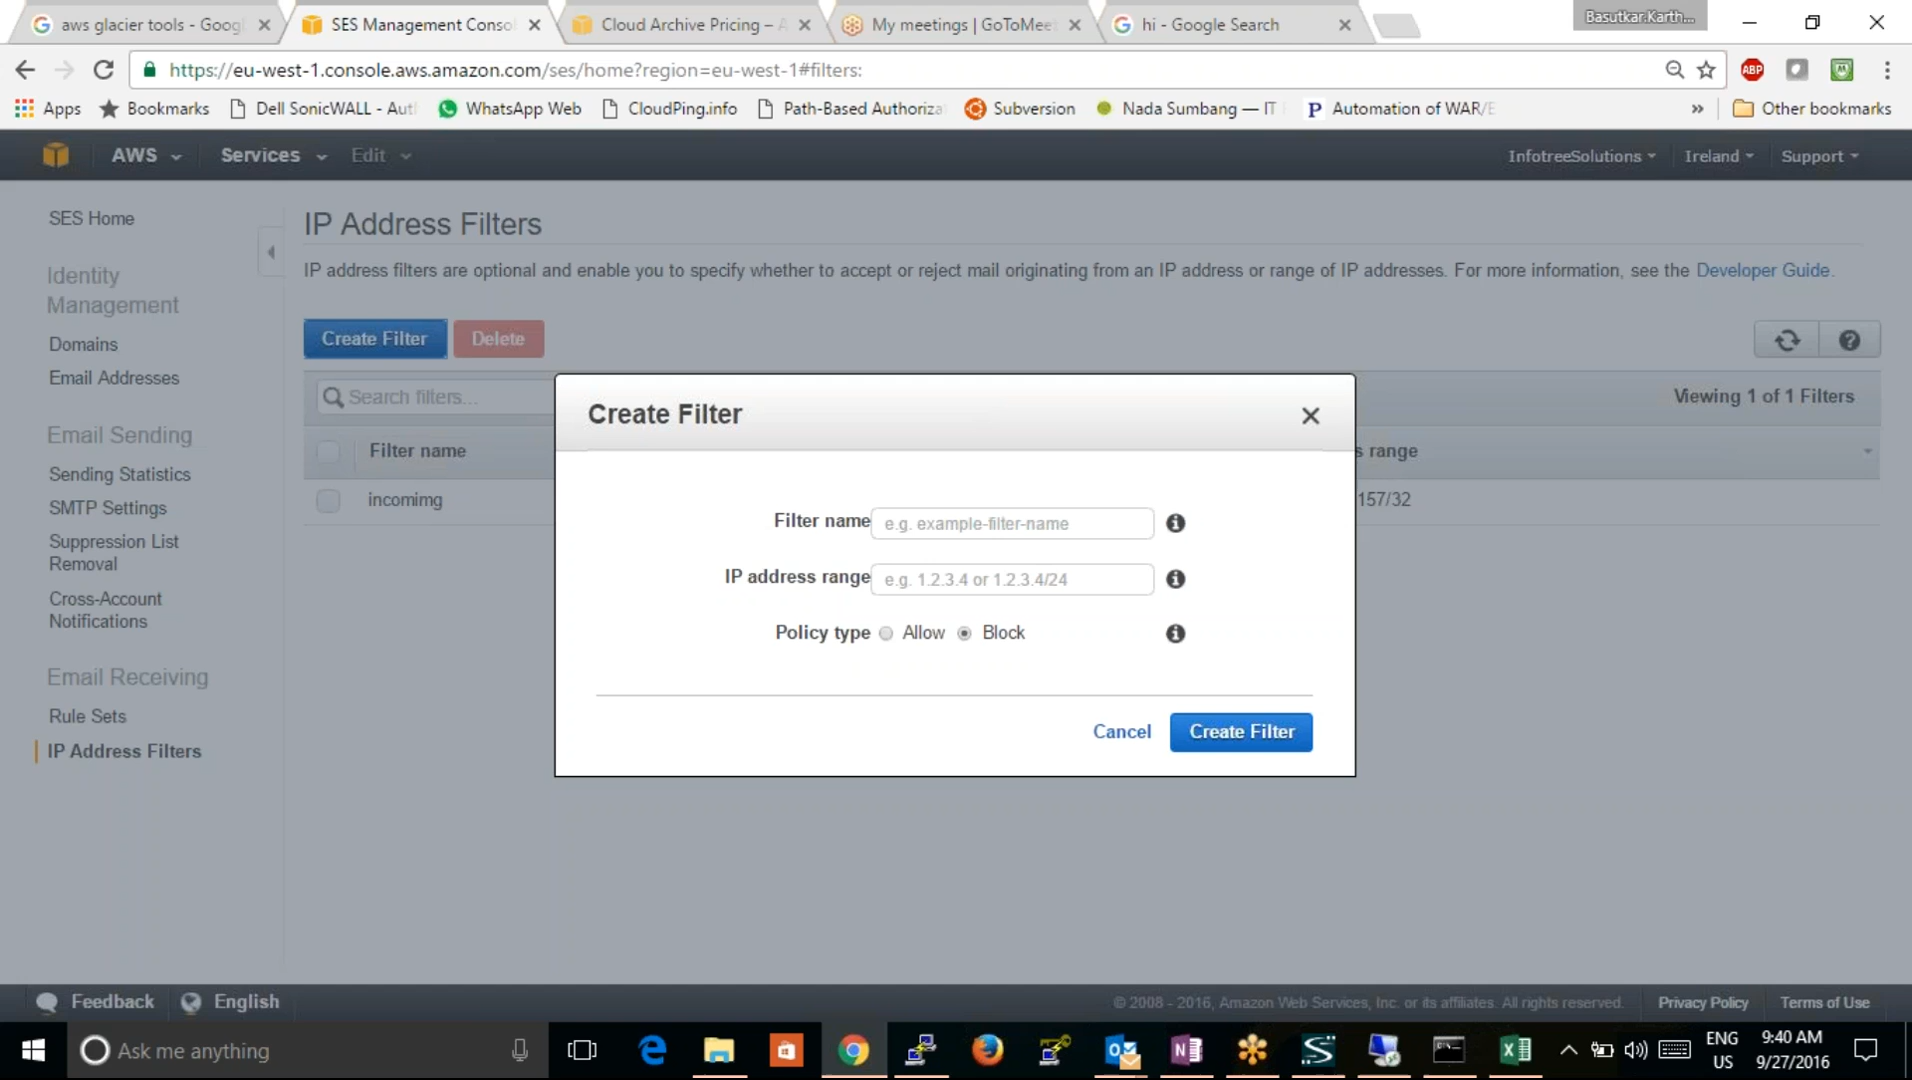 aws glacier tools - Goog
SES Management Conso
Cloud Archive Pricing – A
My meetings | GoToMeet
hi - Google Search
Basutkar.Karth...
https://eu-west-1.console.aws.amazon.com/ses/home?region=eu-west-1#filters:
ABP
Apps
Bookmarks
Dell SonicWALL - Aut
WhatsApp Web
CloudPing.info
Path-Based Authoriza
Subversion
Nada Sumbang — IT
Automation of WAR/E
»
Other bookmarks
AWS
Services
Edit
InfotreeSolutions
Ireland
Support
SES Home
Identity
Management
Domains
Email Addresses
Email Sending
Sending Statistics
SMTP Settings
Suppression List
Removal
Cross-Account
Notifications
Email Receiving
Rule Sets
IP Address Filters
IP Address Filters
IP address filters are optional and enable you to specify whether to accept or reject mail originating from an IP address or range of IP addresses. For more information, see the Developer Guide.
Create Filter
Delete
Search filters...
Viewing 1 of 1 Filters
Filter name
s range
incomimg
157/32
Create Filter
Filter name
e.g. example-filter-name
IP address range
e.g. 1.2.3.4 or 1.2.3.4/24
Policy type
Allow
Block
Cancel
Create Filter
Feedback
English
© 2008 - 2016, Amazon Web Services, Inc. or its affiliates. All rights reserved.
Privacy Policy
Terms of Use
Ask me anything
ENG
US
9:40 AM
9/27/2016